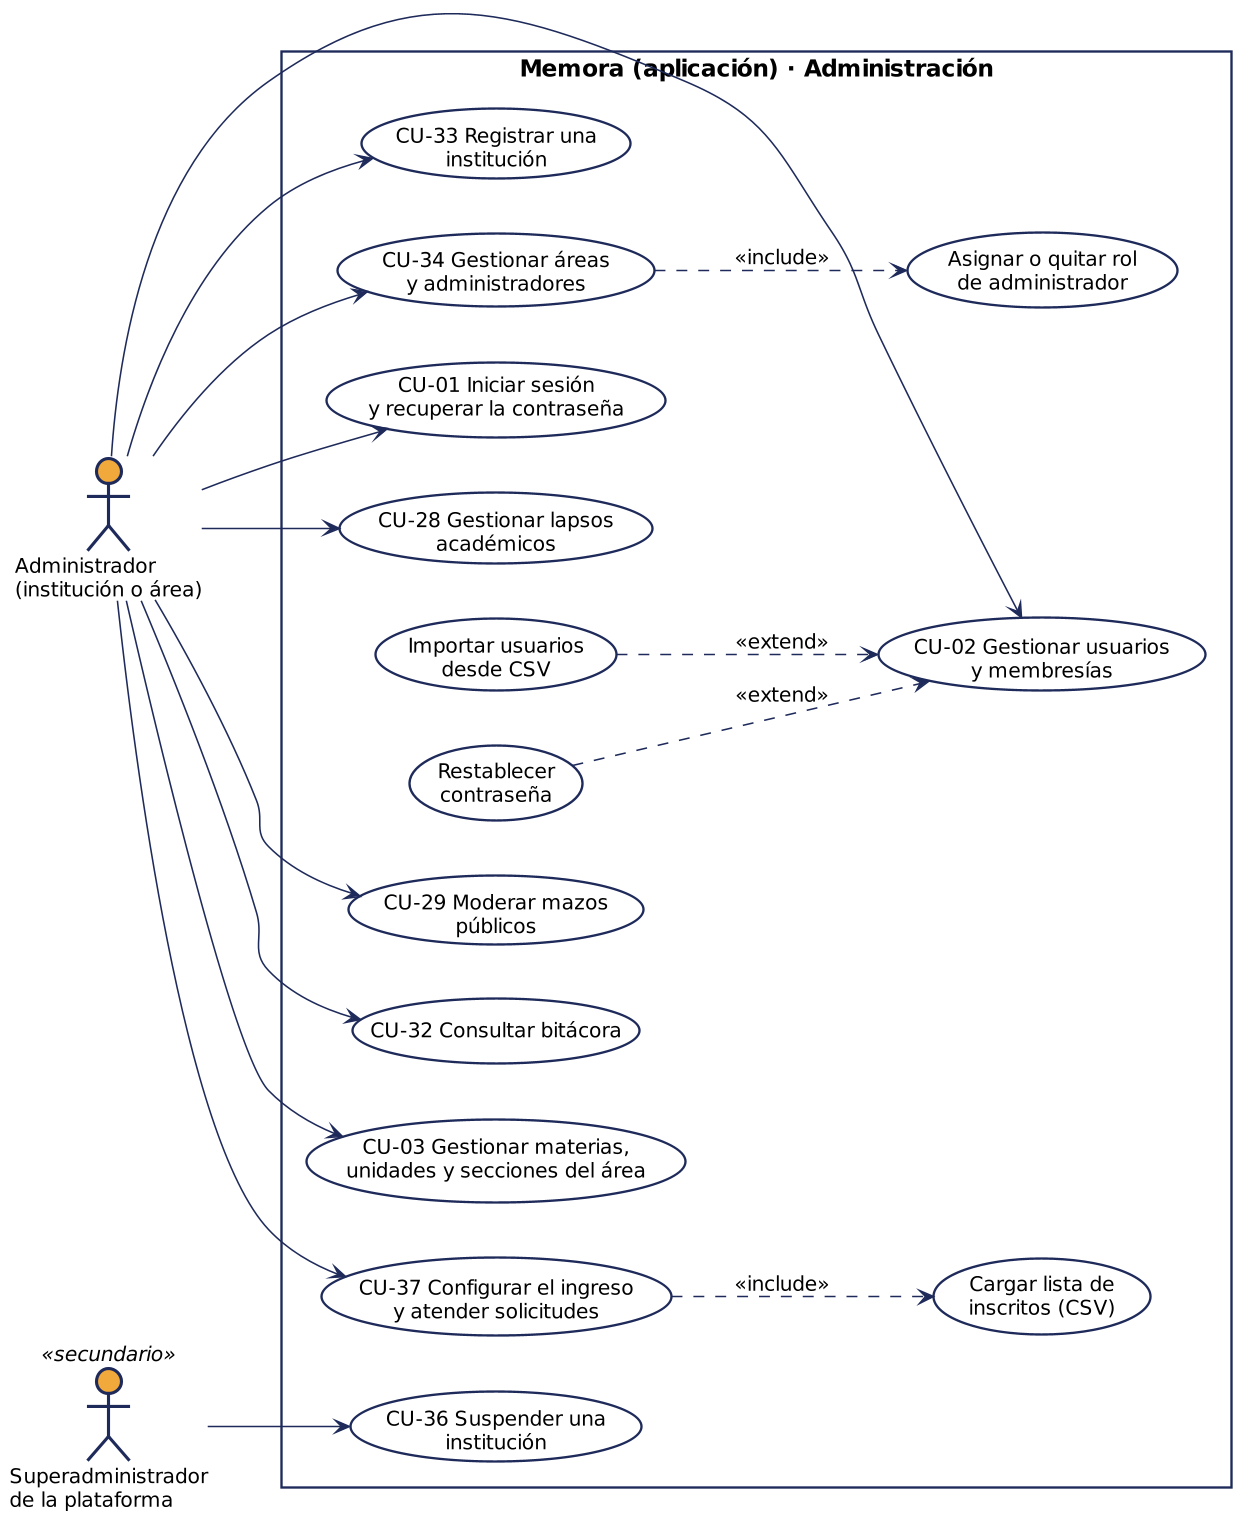 Memora (aplicación) · Administración
CU-33 Registrar una
institución
CU-34 Gestionar áreas
y administradores
«include»
Asignar o quitar rol
de administrador
CU-01 Iniciar sesión
y recuperar la contraseña
Administrador
(institución o área)
CU-28 Gestionar lapsos
académicos
Importar usuarios
desde CSV
«extend»
CU-02 Gestionar usuarios
y membresías
«extend»
Restablecer
contraseña
CU-29 Moderar mazos
públicos
CU-32 Consultar bitácora
CU-03 Gestionar materias,
unidades y secciones del área
CU-37 Configurar el ingreso
y atender solicitudes
«include»
Cargar lista de
inscritos (CSV)
«secundario»
Superadministrador
de la plataforma
CU-36 Suspender una
institución